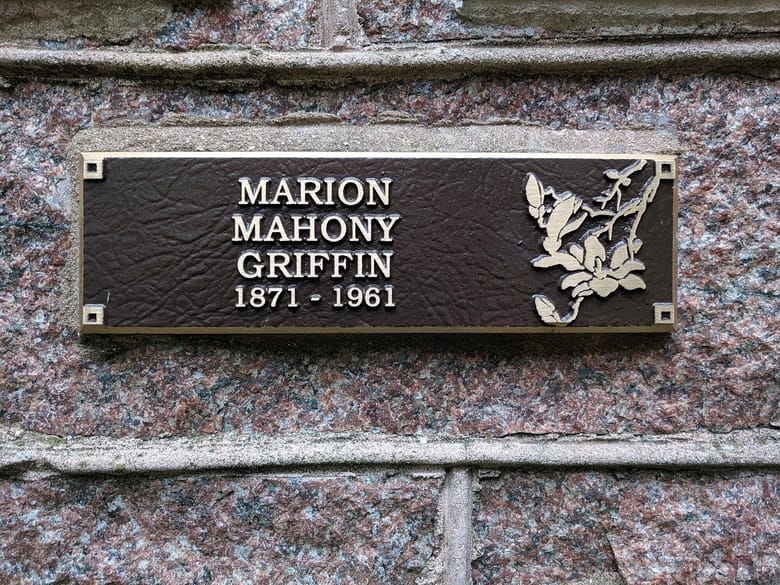 MARION
MAHONY
GRIFFIN
1871 - 1961